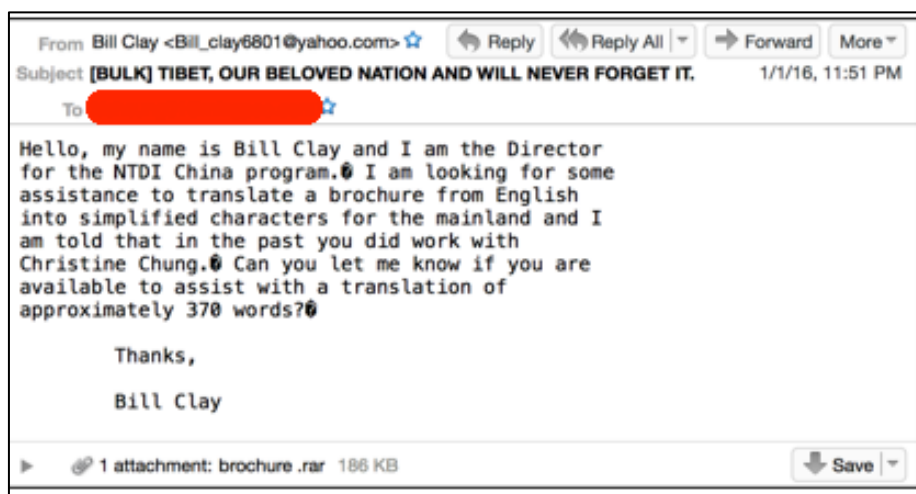 From Bill Clay <Bill_clay6801@yahoo.com> Reply Reply All Forward More
Subject [BULK] TIBET, OUR BELOVED NATION AND WILL NEVER FORGET IT. 1/1/16, 11:51 PM
To
Hello, my name is Bill Clay and I am the Director
for the NTDI China program.� I am looking for some
assistance to translate a brochure from English
into simplified characters for the mainland and I
am told that in the past you did work with
Christine Chung.� Can you let me know if you are
available to assist with a translation of
approximately 370 words?�
Thanks,
Bill Clay
1 attachment: brochure .rar 186 KB Save